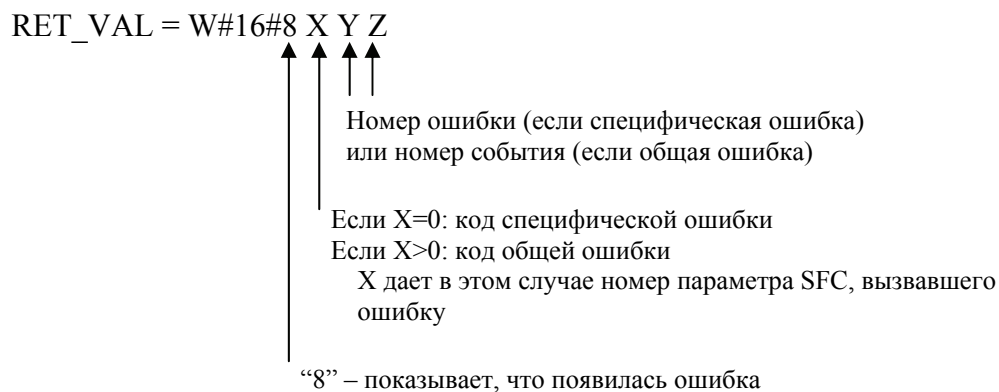 RET_VAL = W#16#8 X Y Z
Номер ошибки (если специфическая ошибка)
или номер события (если общая ошибка)
Если X=0: код специфической ошибки
Если X>0: код общей ошибки
X дает в этом случае номер параметра SFC, вызвавшего
ошибку
“8” – показывает, что появилась ошибка